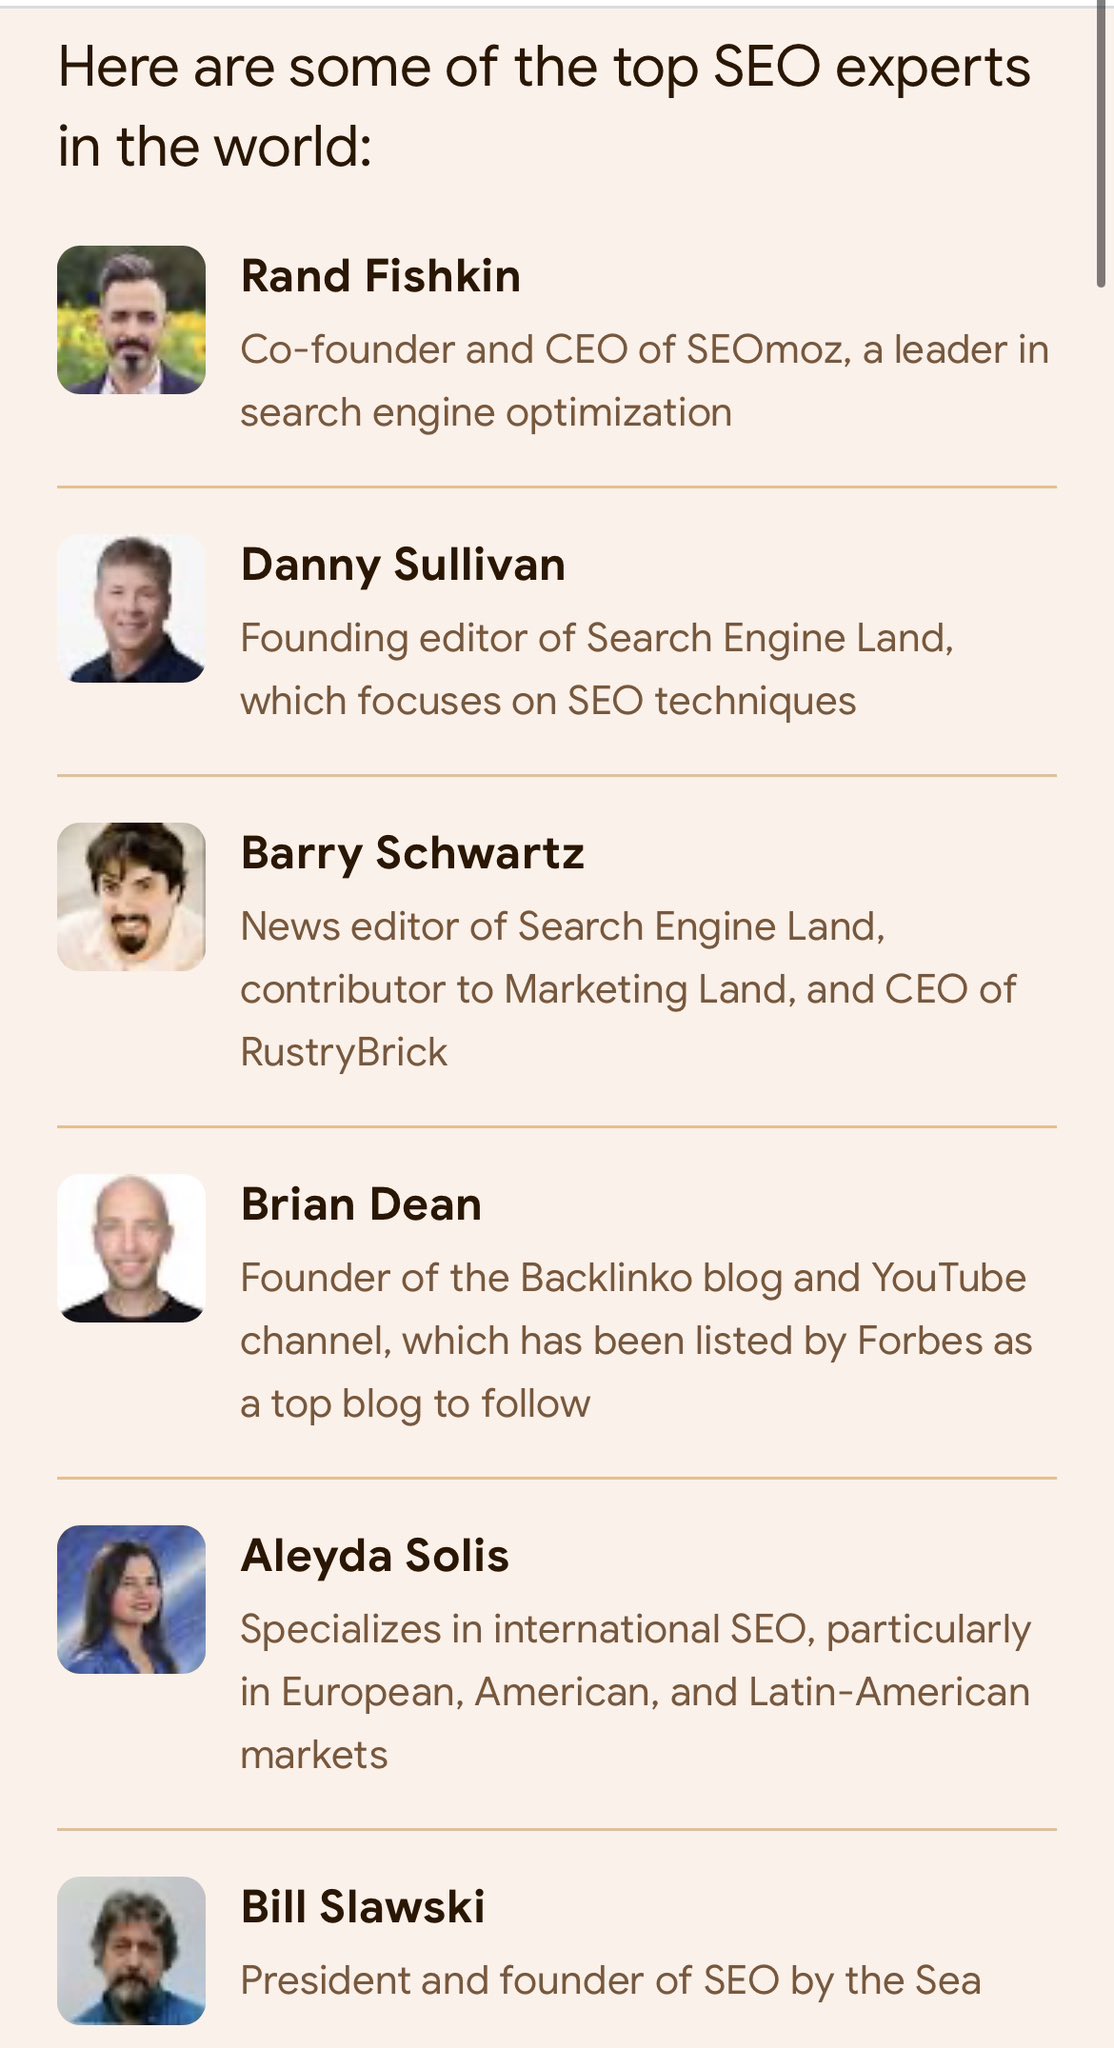 Here are some of the top SEO experts
in the world:
Rand Fishkin
Co-founder and CEO of SEOmoz, a leader in
search engine optimization
Danny Sullivan
Founding editor of Search Engine Land,
which focuses on SEO techniques
Barry Schwartz
News editor of Search Engine Land,
contributor to Marketing Land, and CEO of
RustryBrick
Brian Dean
Founder of the Backlinko blog and YouTube
channel, which has been listed by Forbes as
a top blog to follow
Aleyda Solis
Specializes in international SEO, particularly
in European, American, and Latin-American
markets
Bill Slawski
President and founder of SEO by the Sea